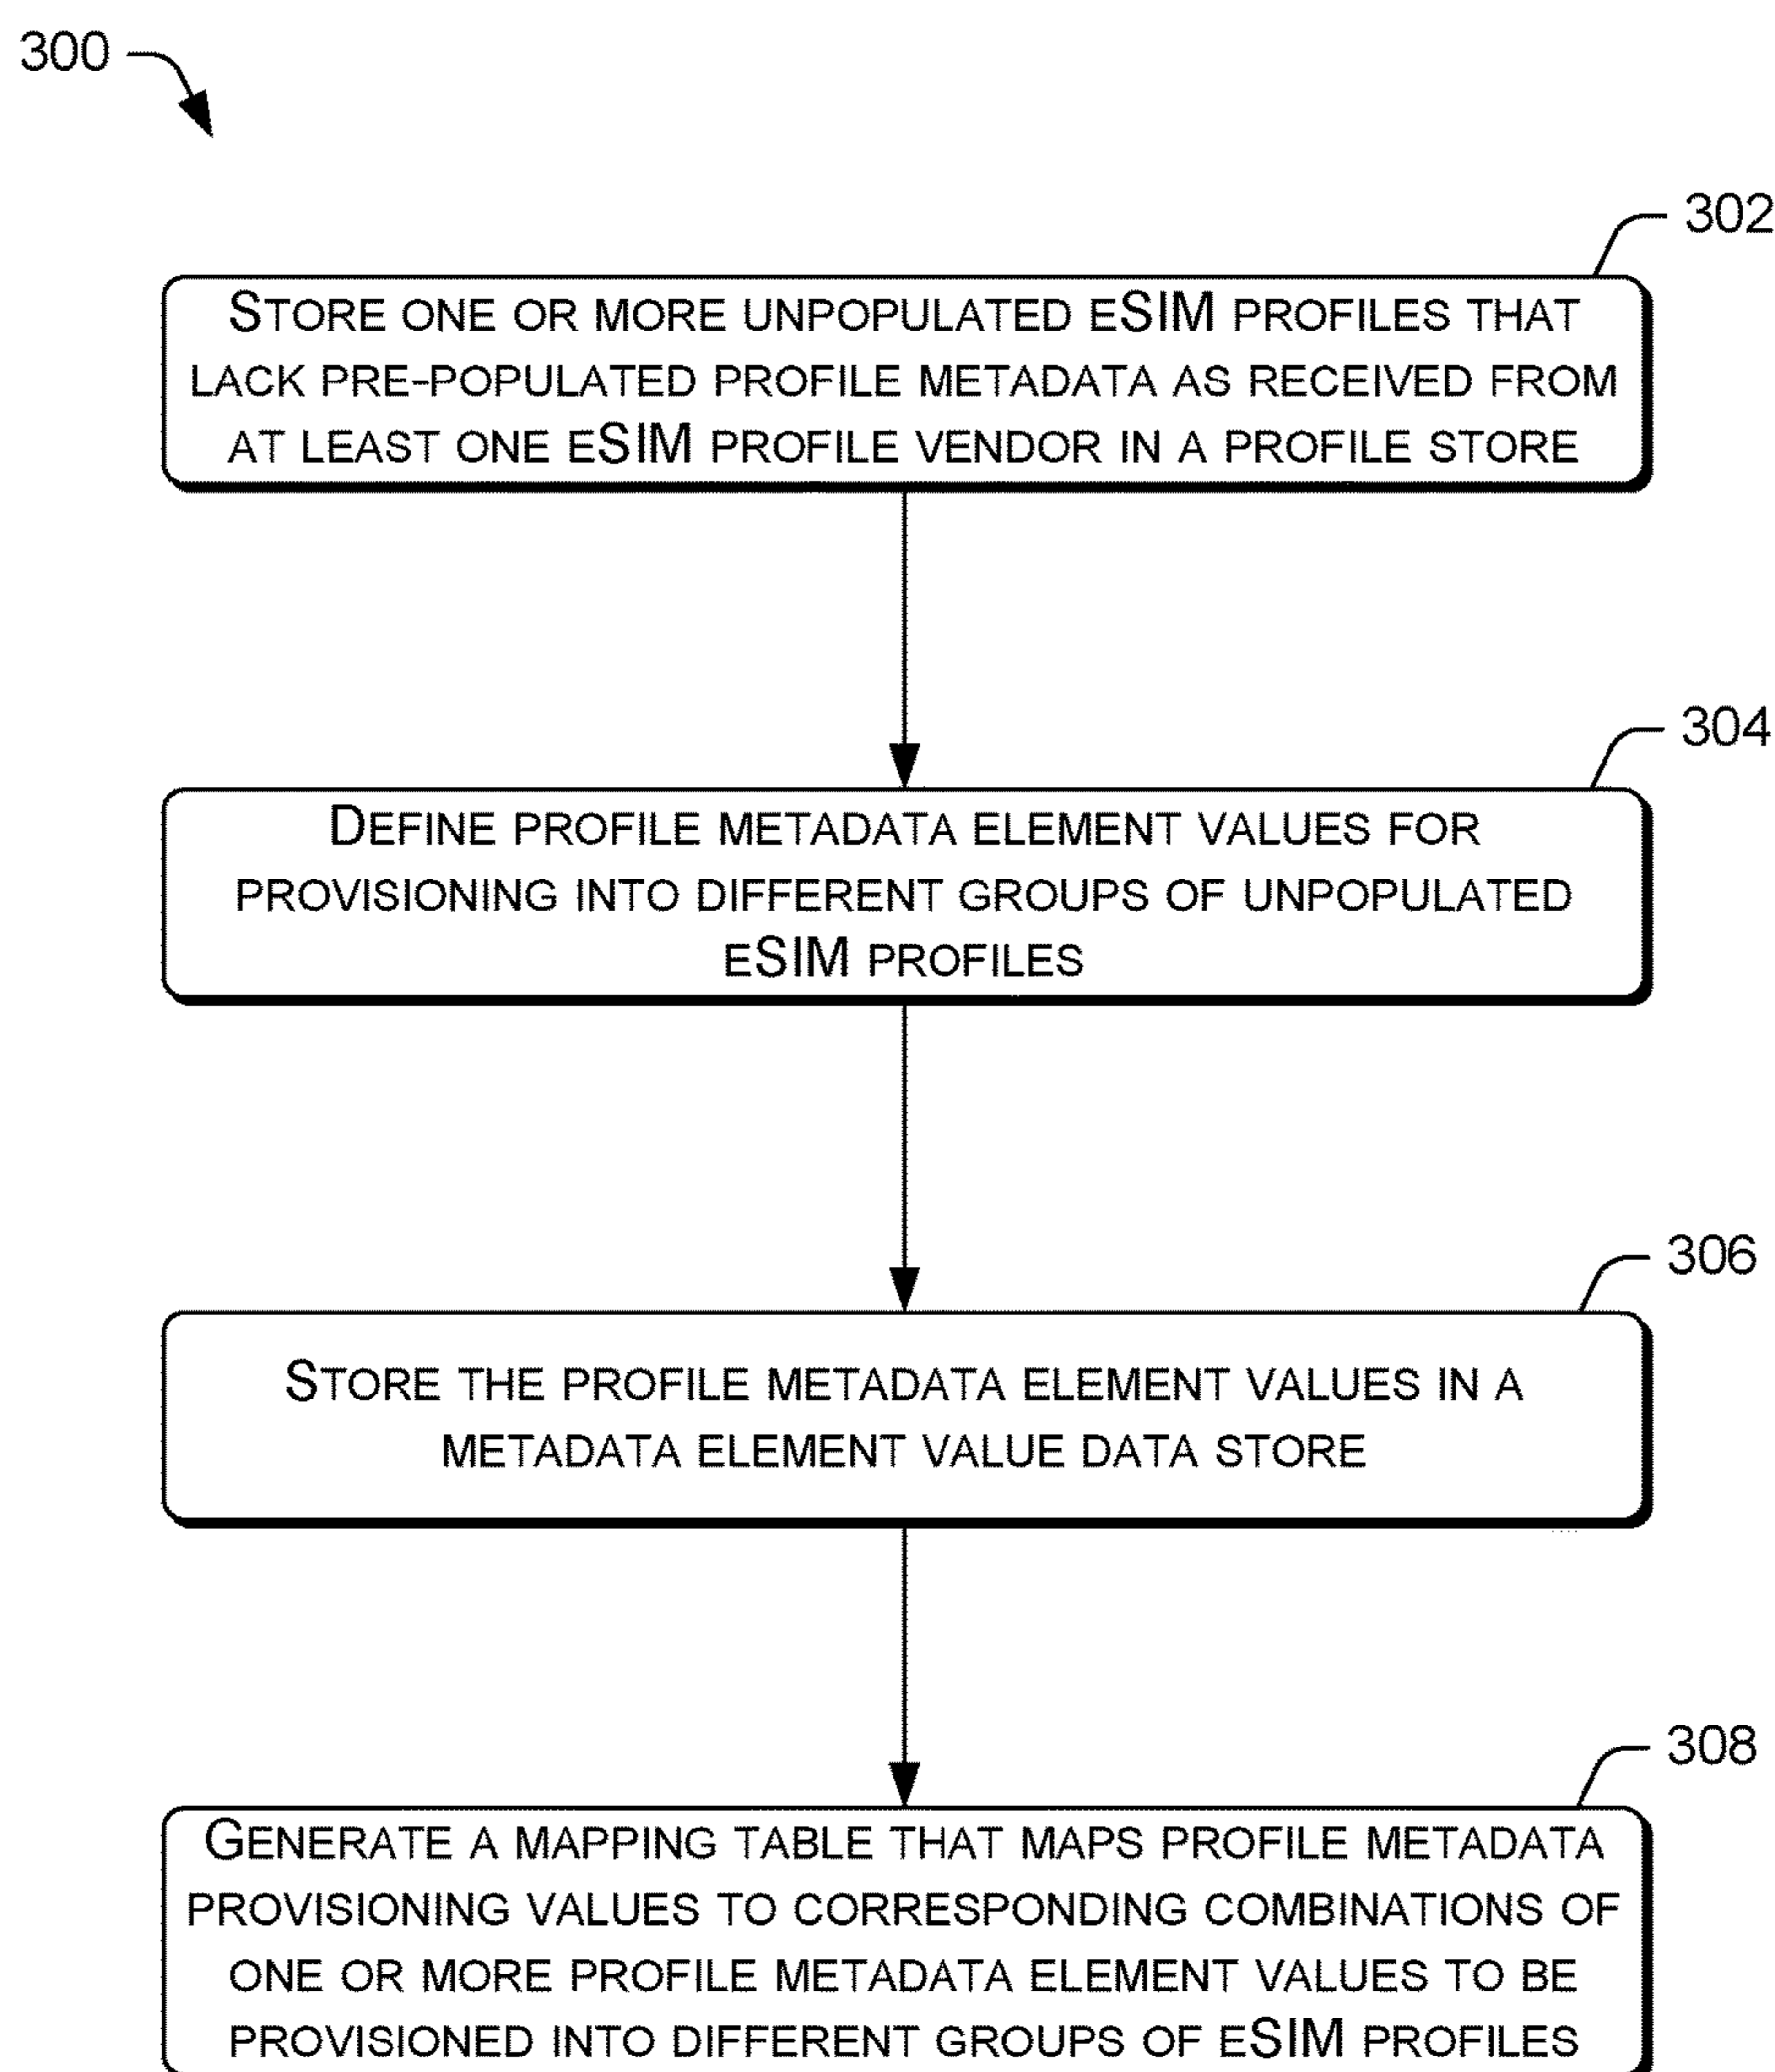 300
302
STORE ONE OR MORE UNPOPULATED ESIM PROFILES THAT
LACK PRE-POPULATED PROFILE METADATA AS RECEIVED FROM
AT LEAST ONE ESIM PROFILE VENDOR IN A PROFILE STORE
304
DEFINE PROFILE METADATA ELEMENT VALUES FOR
PROVISIONING INTO DIFFERENT GROUPS OF UNPOPULATED
ESIM PROFILES
306
STORE THE PROFILE METADATA ELEMENT VALUES IN A
METADATA ELEMENT VALUE DATA STORE
308
GENERATE A MAPPING TABLE THAT MAPS PROFILE METADATA
PROVISIONING VALUES TO CORRESPONDING COMBINATIONS OF
ONE OR MORE PROFILE METADATA ELEMENT VALUES TO BE
PROVISIONED INTO DIFFERENT GROUPS OF ESIM PROFILES